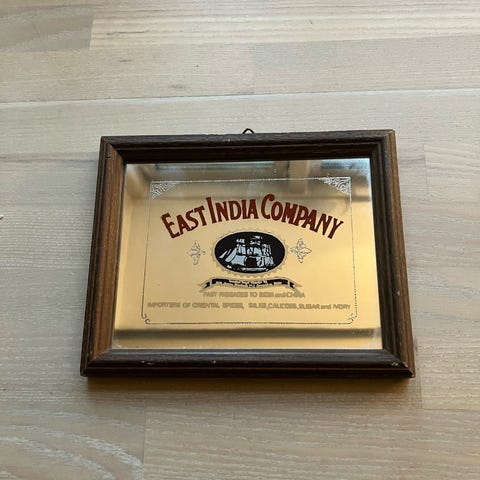 EAST INDIA COMPANY
FAST PASSAGES TO INDIA and CHINA
IMPORTERS OF ORIENTAL SPICES, SILKS, CALICOES, SUGAR and IVORY